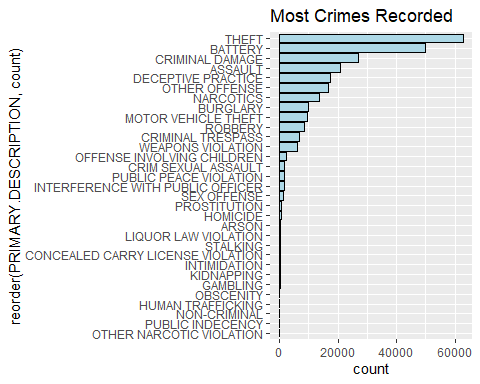 Most Crimes Recorded
reorder(PRIMARY.DESCRIPTION, count)
THEFT
BATTERY
CRIMINAL DAMAGE
ASSAULT
DECEPTIVE PRACTICE
OTHER OFFENSE
NARCOTICS
BURGLARY
MOTOR VEHICLE THEFT
ROBBERY
CRIMINAL TRESPASS
WEAPONS VIOLATION
OFFENSE INVOLVING CHILDREN
CRIM SEXUAL ASSAULT
PUBLIC PEACE VIOLATION
INTERFERENCE WITH PUBLIC OFFICER
SEX OFFENSE
PROSTITUTION
HOMICIDE
ARSON
LIQUOR LAW VIOLATION
STALKING
CONCEALED CARRY LICENSE VIOLATION
INTIMIDATION
KIDNAPPING
GAMBLING
OBSCENITY
HUMAN TRAFFICKING
NON-CRIMINAL
PUBLIC INDECENCY
OTHER NARCOTIC VIOLATION
0 20000 40000 60000
count